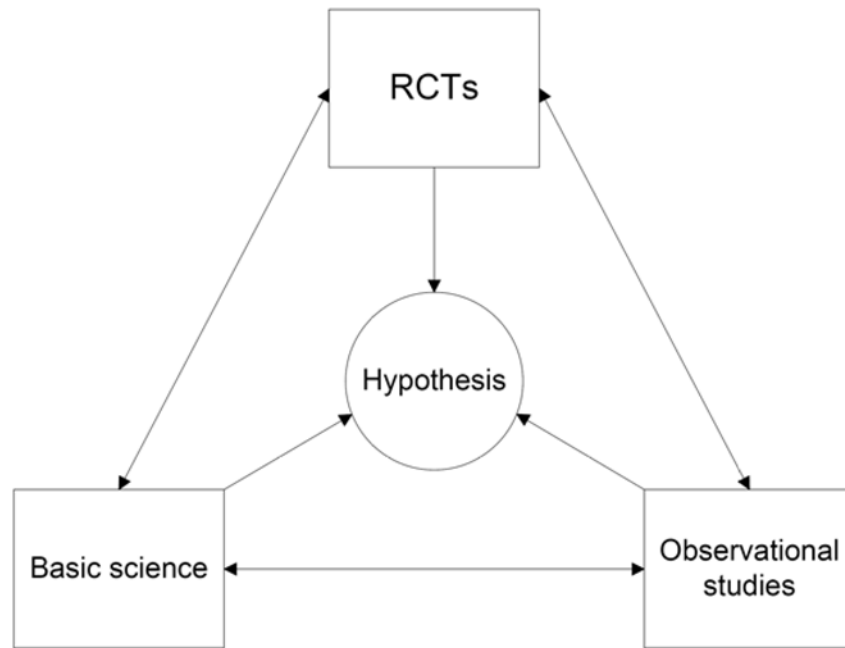 RCTs
Hypothesis
Basic science
Observational
studies